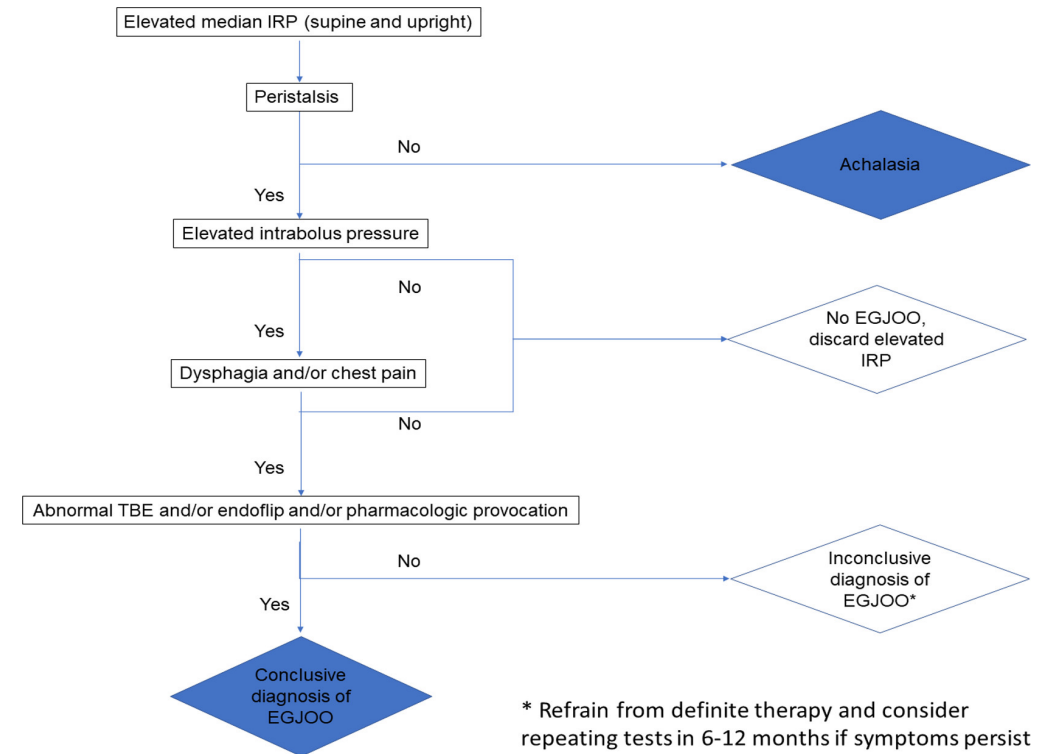 Elevated median IRP (supine and upright)
Peristalsis
No
Achalasia
Yes
Elevated intrabolus pressure
No
No EGJOO,
discard elevated
IRP
Yes
Dysphagia and/or chest pain
No
Yes
Abnormal TBE and/or endoflip and/or pharmacologic provocation
No
Inconclusive
diagnosis of
EGJOO*
Yes
Conclusive
diagnosis of
EGJOO
* Refrain from definite therapy and consider
repeating tests in 6-12 months if symptoms persist